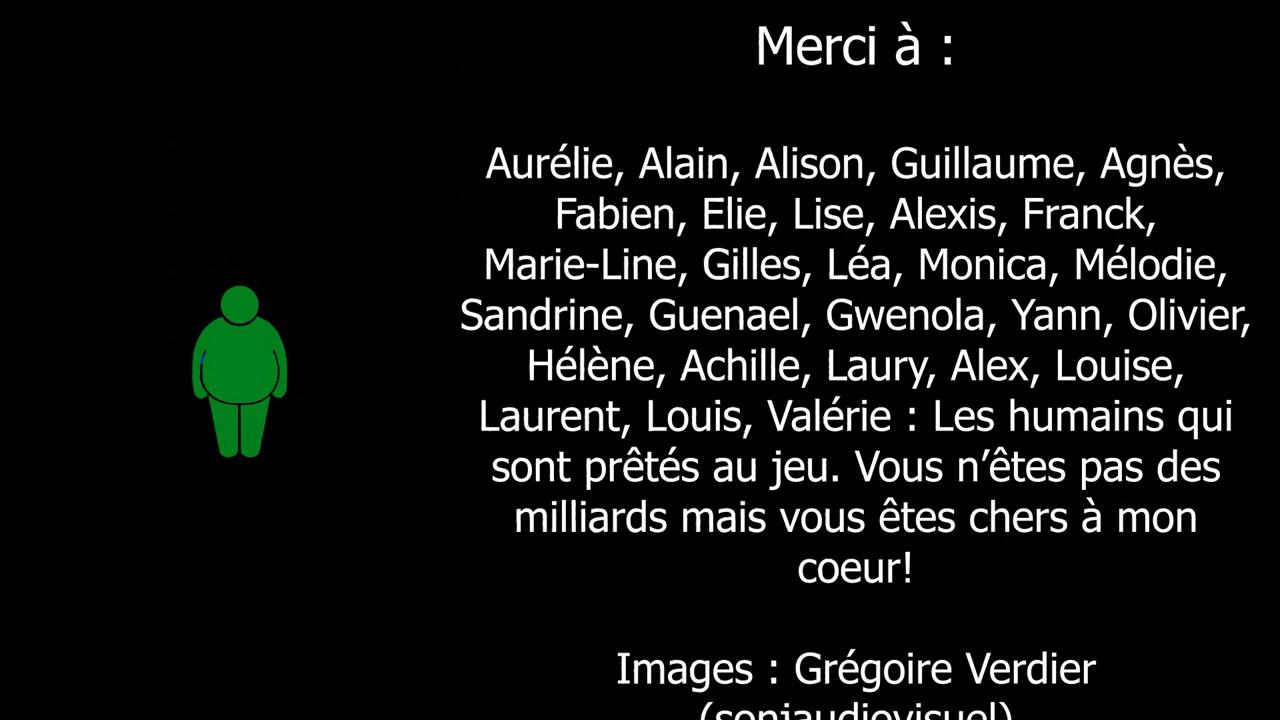 Merci à :
Aurélie, Alain, Alison, Guillaume, Agnès,
Fabien, Elie, Lise, Alexis, Franck,
Marie-Line, Gilles, Léa, Monica, Mélodie,
Sandrine, Guenael, Gwenola, Yann, Olivier,
Hélène, Achille, Laury, Alex, Louise,
Laurent, Louis, Valérie : Les humains qui
sont prêtés au jeu. Vous n’êtes pas des
milliards mais vous êtes chers à mon
coeur!
Images : Grégoire Verdier